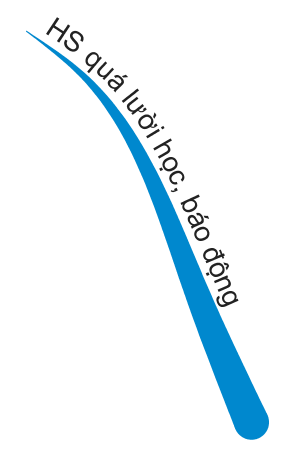 HS quá lười học, báo động